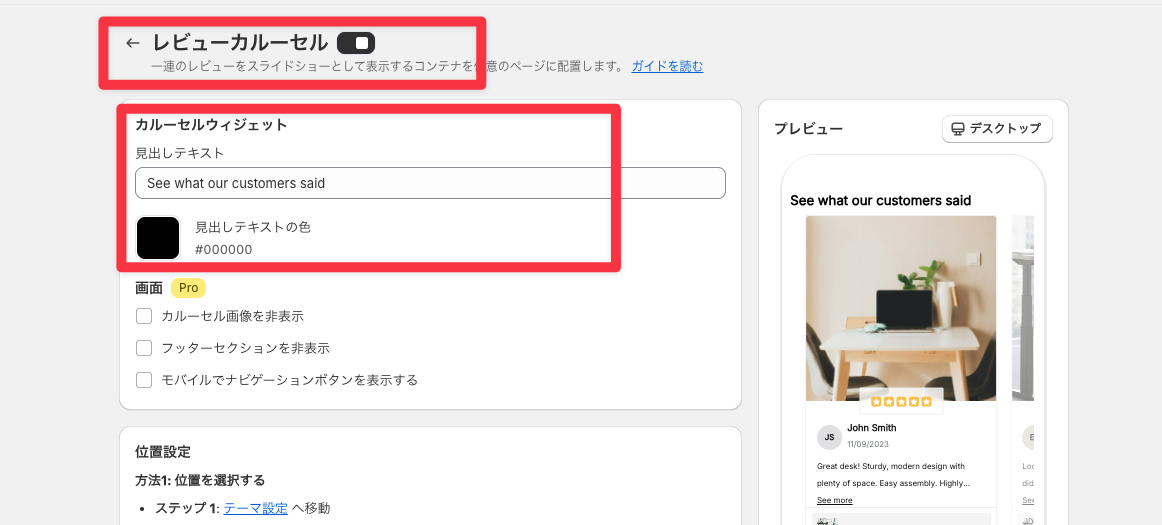 ← レビューカルーセル
一連のレビューをスライドショーとして表示するコンテナを任意のページに配置します。 ガイドを読む
カルーセルウィジェット
見出しテキスト
See what our customers said
見出しテキストの色
#000000
画面 Pro
カルーセル画像を非表示
フッターセクションを非表示
モバイルでナビゲーションボタンを表示する
位置設定
方法1: 位置を選択する
• ステップ 1: テーマ設定 へ移動
プレビュー
デスクトップ
See what our customers said
JS
John Smith
11/09/2023
Great desk! Sturdy, modern design with
plenty of space. Easy assembly. Highly...
See more